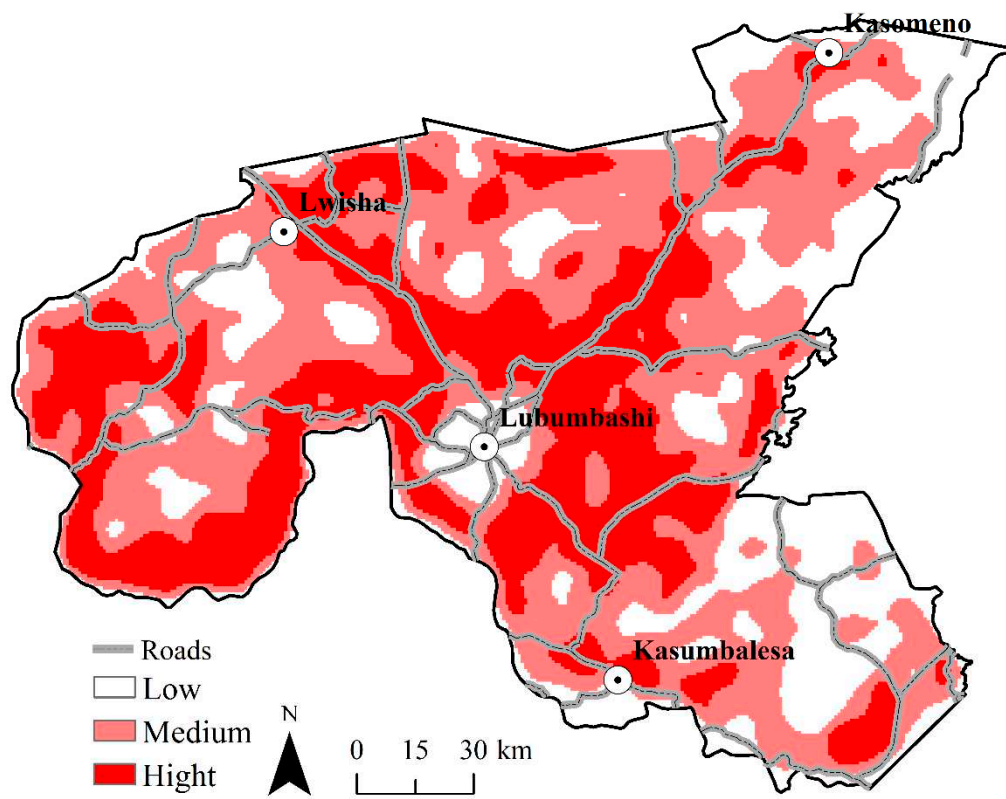 Kasomeno
Lwisha
Lubumbashi
Kasumbalesa
Roads
Low
Medium
Hight
N
0 15 30 km